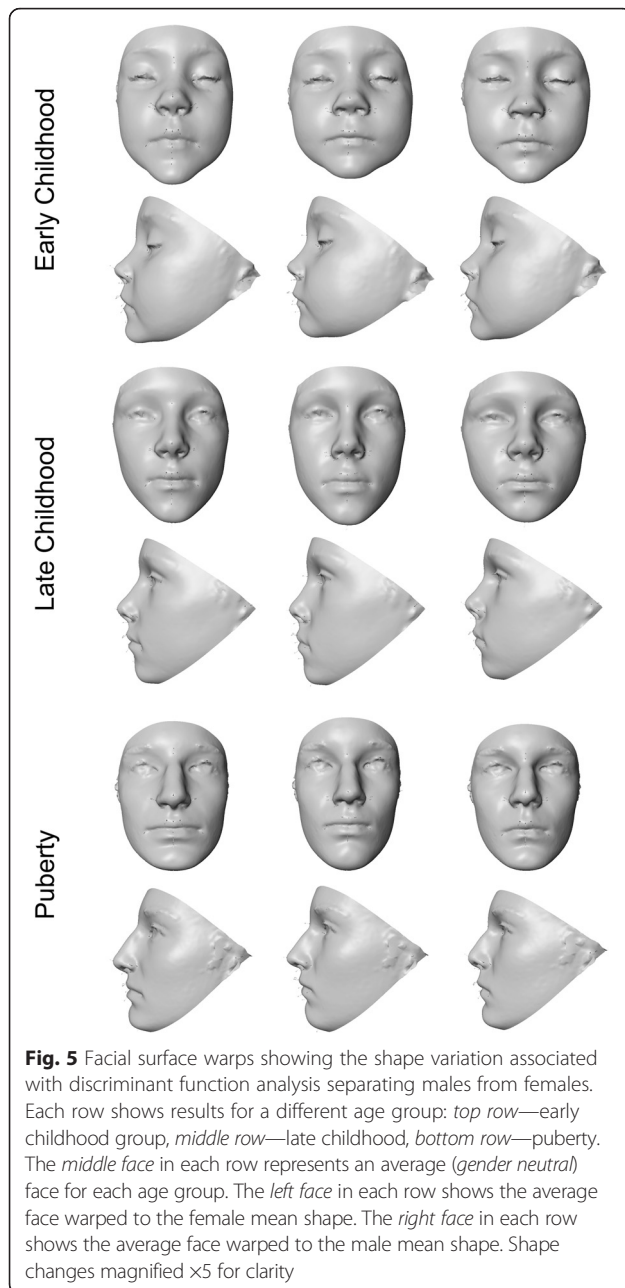 Early Childhood
Late Childhood
Puberty
Fig. 5 Facial surface warps showing the shape variation associated
with discriminant function analysis separating males from females.
Each row shows results for a different age group: top row—early
childhood group, middle row—late childhood, bottom row—puberty.
The middle face in each row represents an average (gender neutral)
face for each age group. The left face in each row shows the average
face warped to the female mean shape. The right face in each row
shows the average face warped to the male mean shape. Shape
changes magnified ×5 for clarity